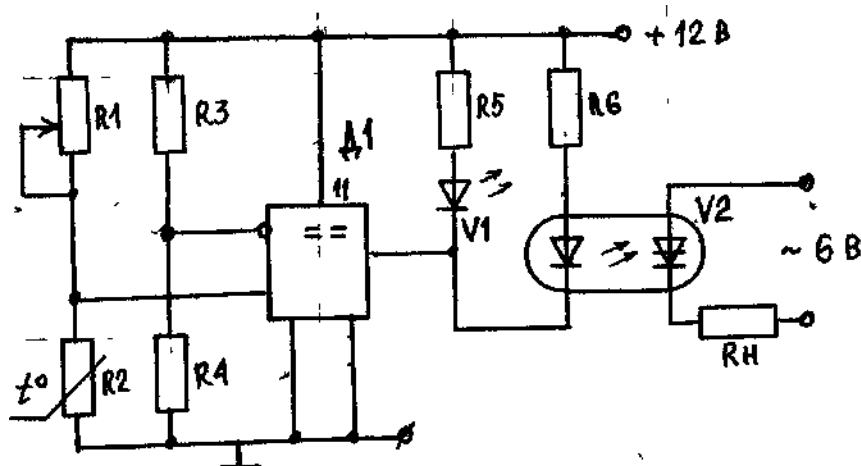 + 12 В
R1
R3
R5
R6
Д1
11
= =
V1
V2
~ 6 В
t°
R2
R4
RН